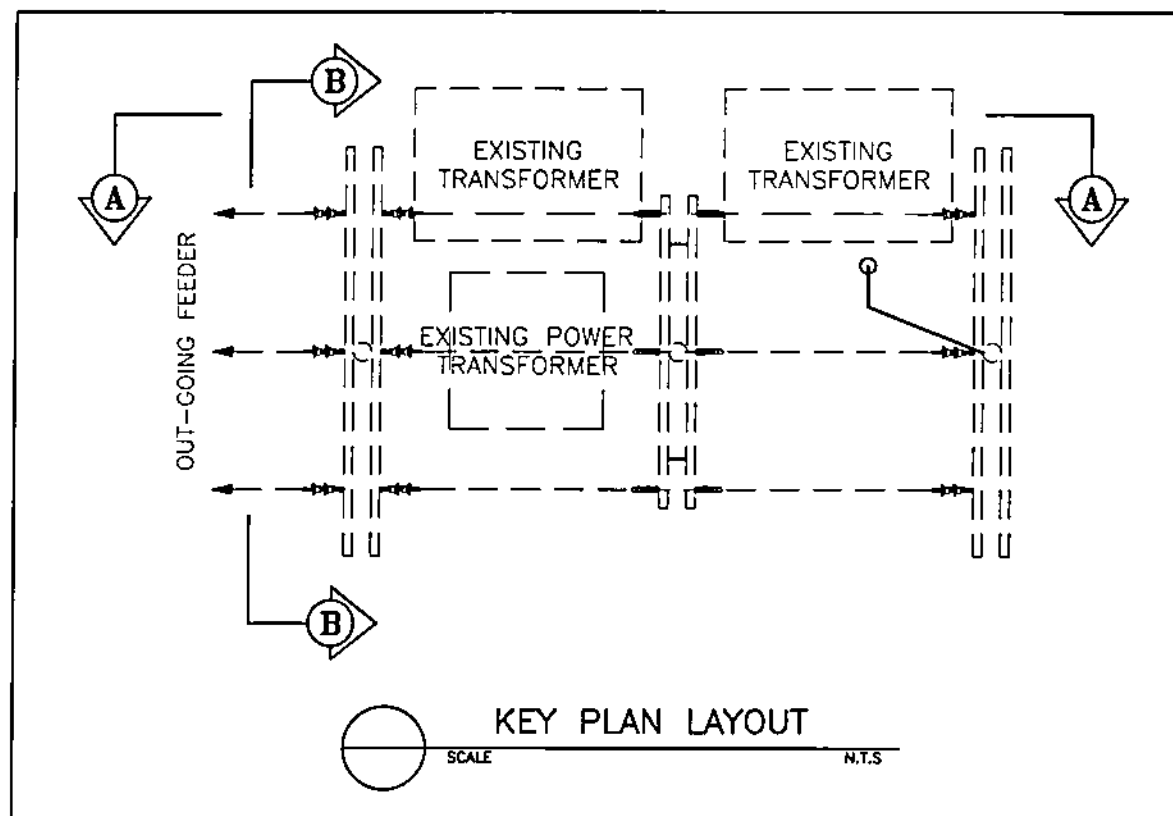 B
A
EXISTING
TRANSFORMER
EXISTING
TRANSFORMER
A
OUT-GOING FEEDER
EXISTING POWER
TRANSFORMER
B
KEY PLAN LAYOUT
SCALE
N.T.S